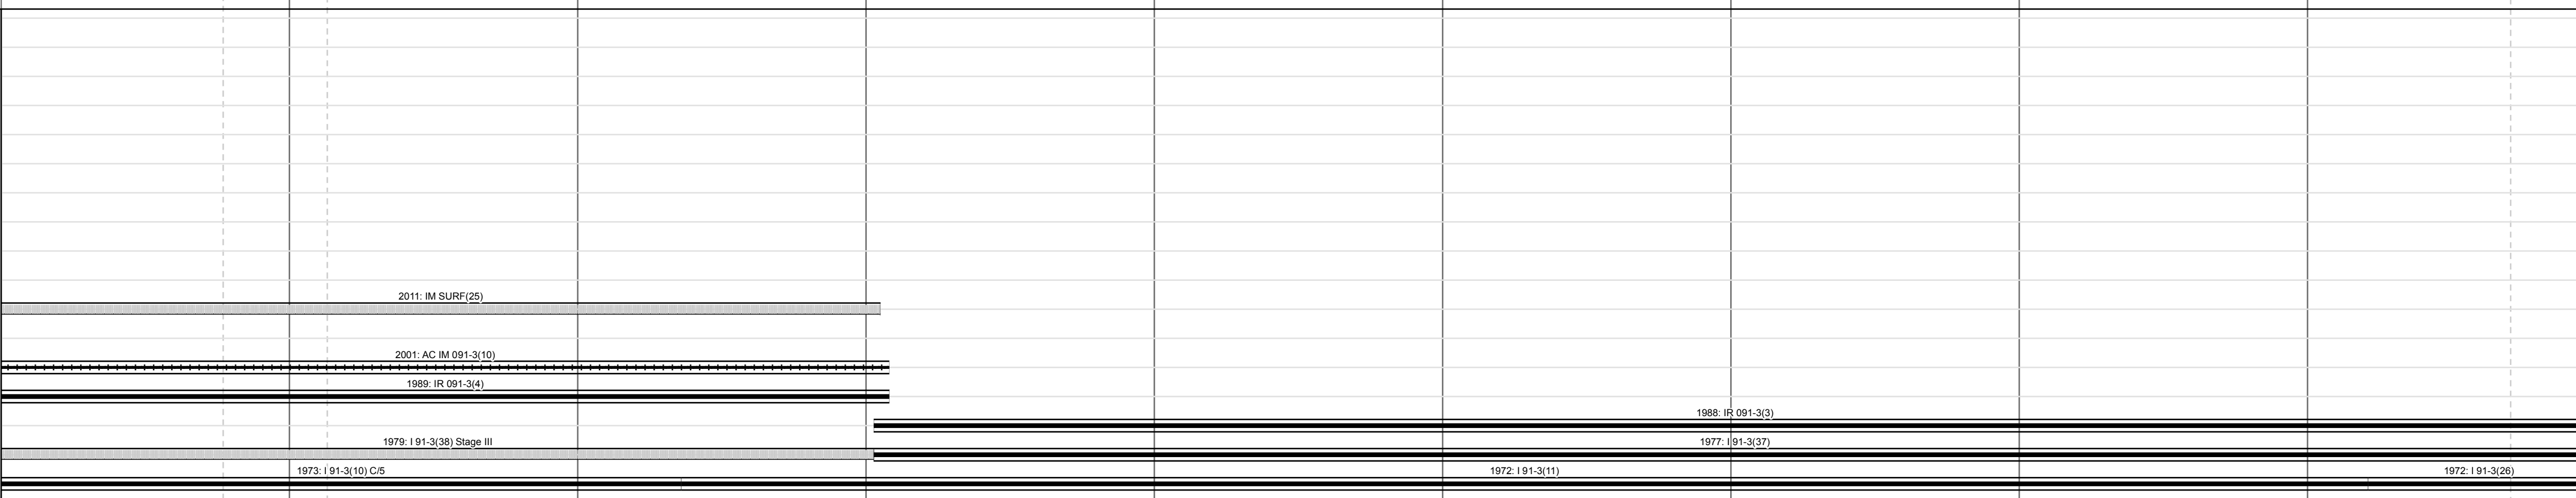 2011: IM SURF(25)
2001: AC IM 091-3(10)
1989: IR 091-3(4)
1988: IR 091-3(3)
1979: I 91-3(38) Stage III
1977: I 91-3(37)
1973: I 91-3(10) C/5
1972: I 91-3(11)
1972: I 91-3(26)